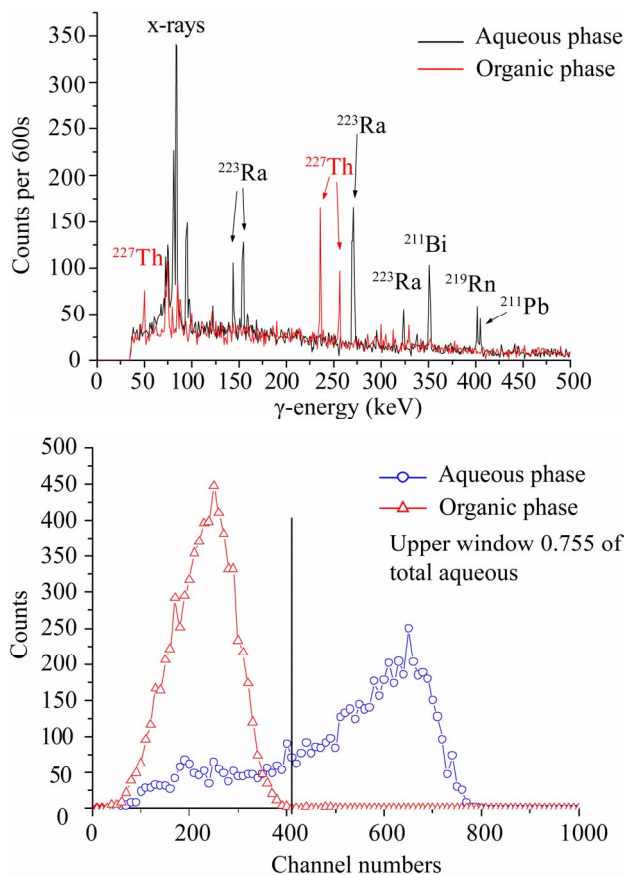 350
300
250
200
150
100
50
0
Counts per 600s
x-rays
Aqueous phase
Organic phase
²²³Ra
²²⁷Th
²²³Ra
²¹¹Bi
²²⁷Th
²²³Ra
²¹⁹Rn
²¹¹Pb
0 50 100 150 200 250 300 350 400 450 500
γ-energy (keV)
500
450
400
350
300
250
200
150
100
50
0
Counts
Aqueous phase
Organic phase
Upper window 0.755 of
total aqueous
0 200 400 600 800 1000
Channel numbers